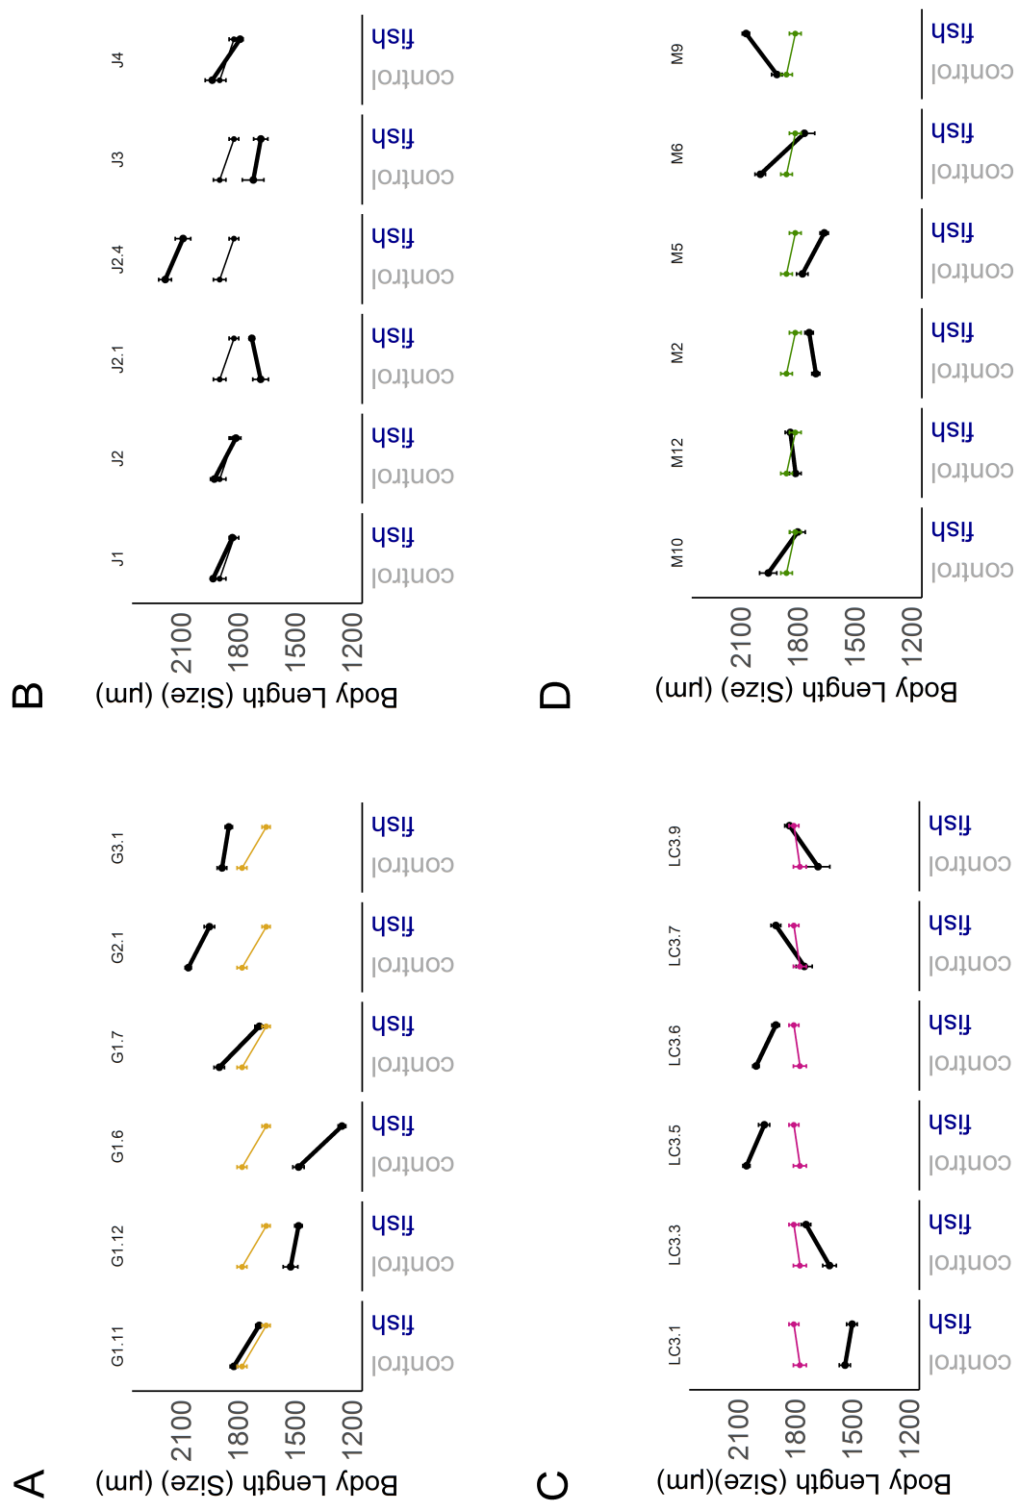 A
Body Length (Size) (µm)
2100
1800
1500
1200
G1.11
G1.12
G1.6
G1.7
G2.1
G3.1
control
fish
control
fish
control
fish
control
fish
control
fish
control
fish
B
Body Length (Size) (µm)
2100
1800
1500
1200
J1
J2
J2.1
J2.4
J3
J4
control
fish
control
fish
control
fish
control
fish
control
fish
control
fish
C
Body Length (Size)(µm)
2100
1800
1500
1200
LC3.1
LC3.3
LC3.5
LC3.6
LC3.7
LC3.9
control
fish
control
fish
control
fish
control
fish
control
fish
control
fish
D
Body Length (Size) (µm)
2100
1800
1500
1200
M10
M12
M2
M5
M6
M9
control
fish
control
fish
control
fish
control
fish
control
fish
control
fish